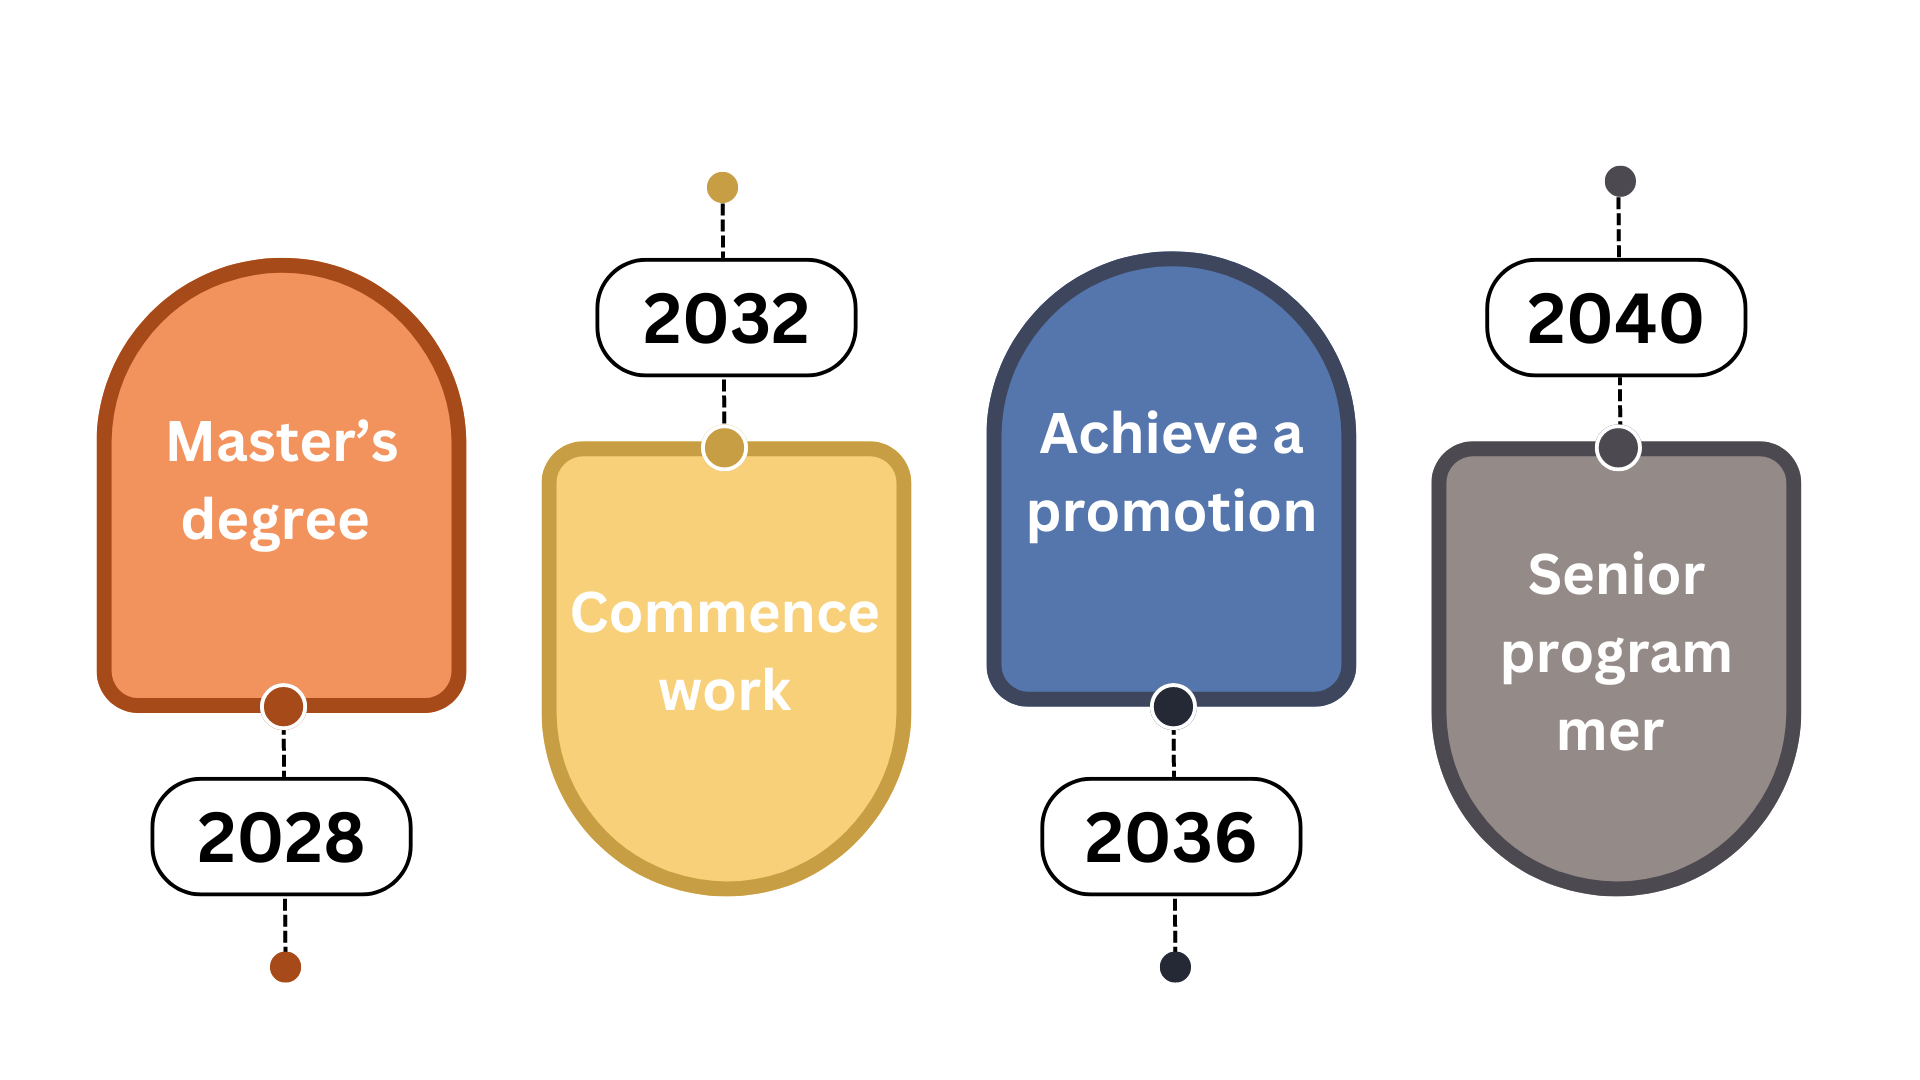 Master’s
degree
2028
2032
Commence
work
Achieve a
promotion
2036
2040
Senior
program
mer